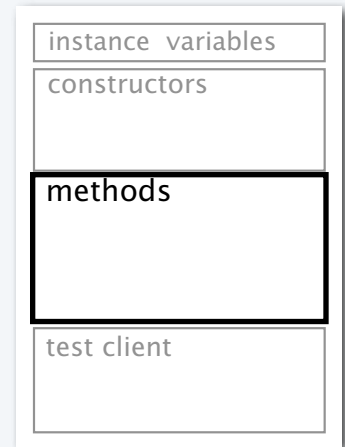 instance variables
constructors
methods
test client